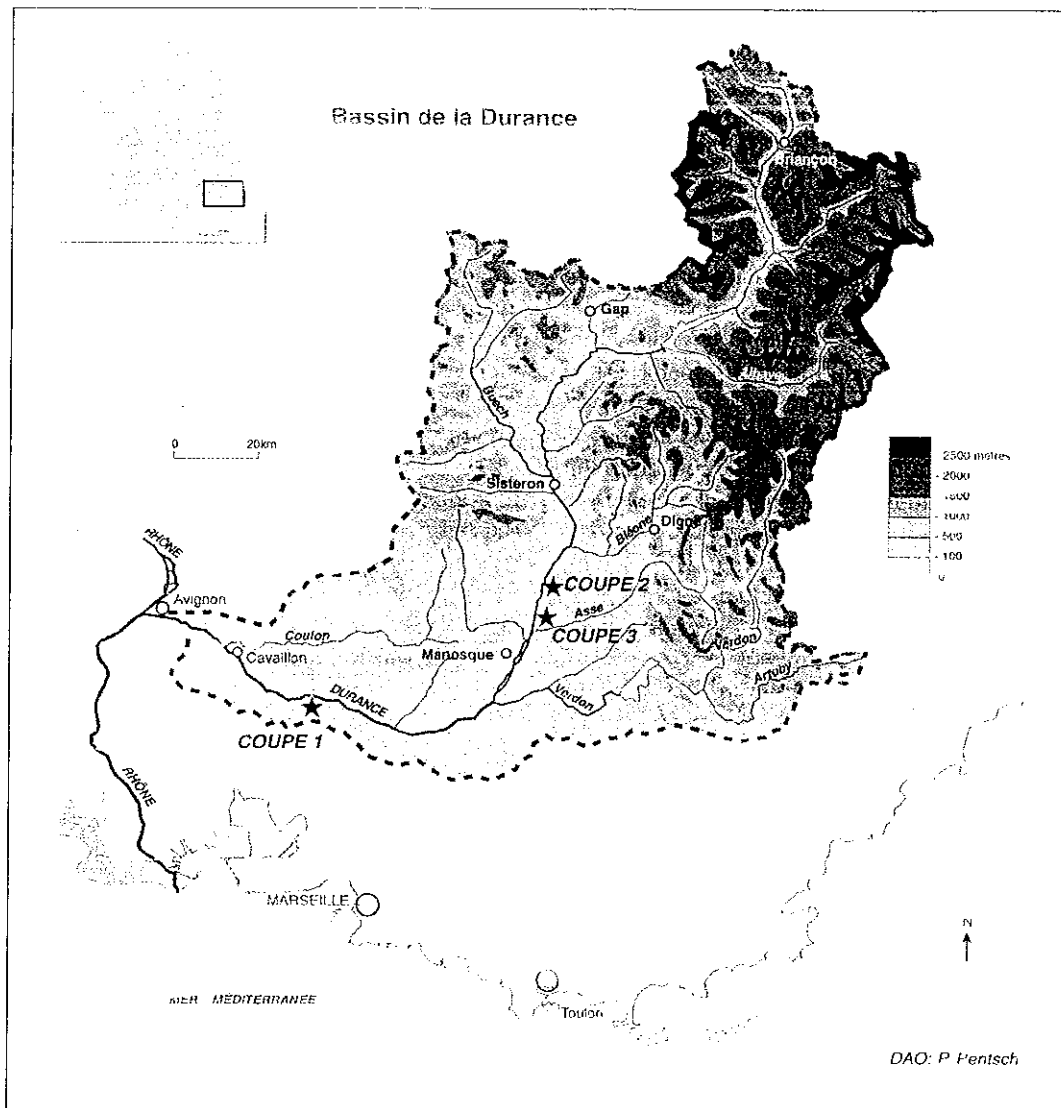 Bassin de la Durance
Briançon
Gap
Buech
0 20km
Sisteron
2500 mètres
2000
1500
1000
500
100
0
Digne
Bléone
RHÔNE
Avignon
COUPE 2
Asse
COUPE 3
Coulon
Manosque
Cavaillon
Verdon
Artuby
DURANCE
Verdon
COUPE 1
RHÔNE
MARSEILLE
N
MER MÉDITERRANÉE
Toulon
DAO: P. Pentsch